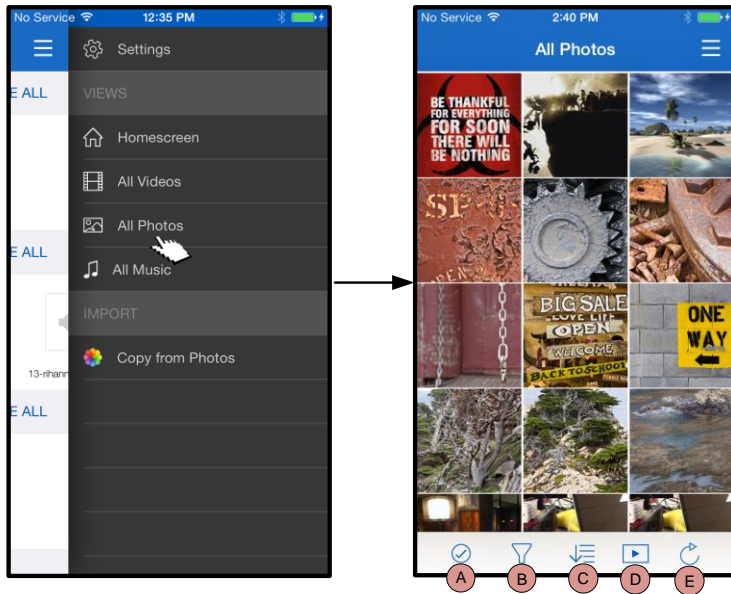 No Service 12:35 PM
Settings
E ALL
VIEWS
Homescreen
All Videos
All Photos
E ALL
All Music
IMPORT
Copy from Photos
13-rihann
E ALL
No Service 2:40 PM
All Photos
BE THANKFUL
FOR EVERYTHING
FOR SOON
THERE WILL
BE NOTHING
BIG SALE
LOVE LIFE
OPEN
WELCOME
BACK TO SCHOOL
ONE
WAY
A B C D E